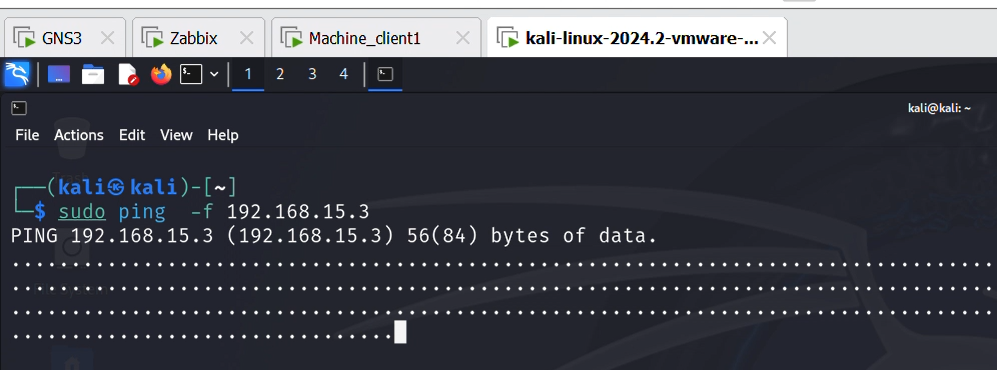 GNS3 Zabbix Machine_client1 kali-linux-2024.2-vmware-...
1 2 3 4
kali@kali: ~
File Actions Edit View Help
┌──(kali㉿kali)-[~]
└─$ sudo ping  -f 192.168.15.3
PING 192.168.15.3 (192.168.15.3) 56(84) bytes of data.
...................................................................................
...................................................................................
...................................................................................
................................